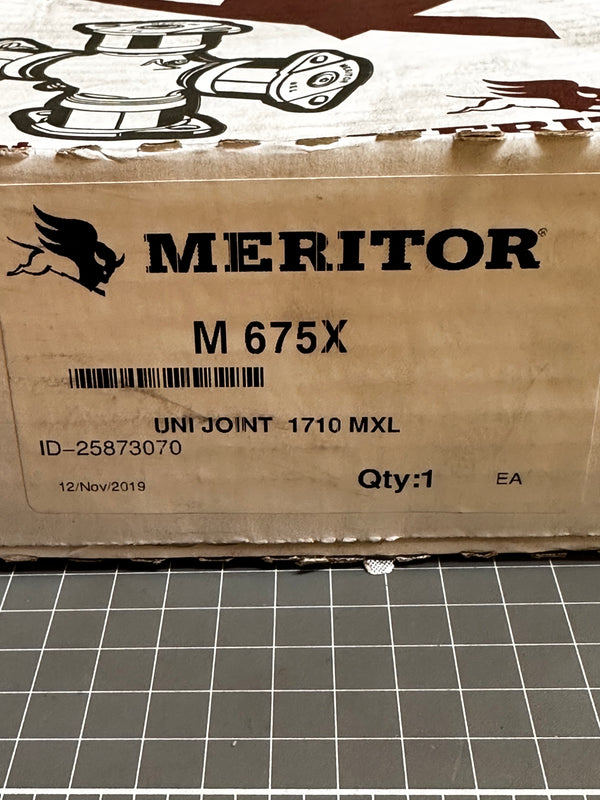 MERITOR®
M 675X
UNI JOINT 1710 MXL
ID-25873070
12/Nov/2019
Qty:1 EA